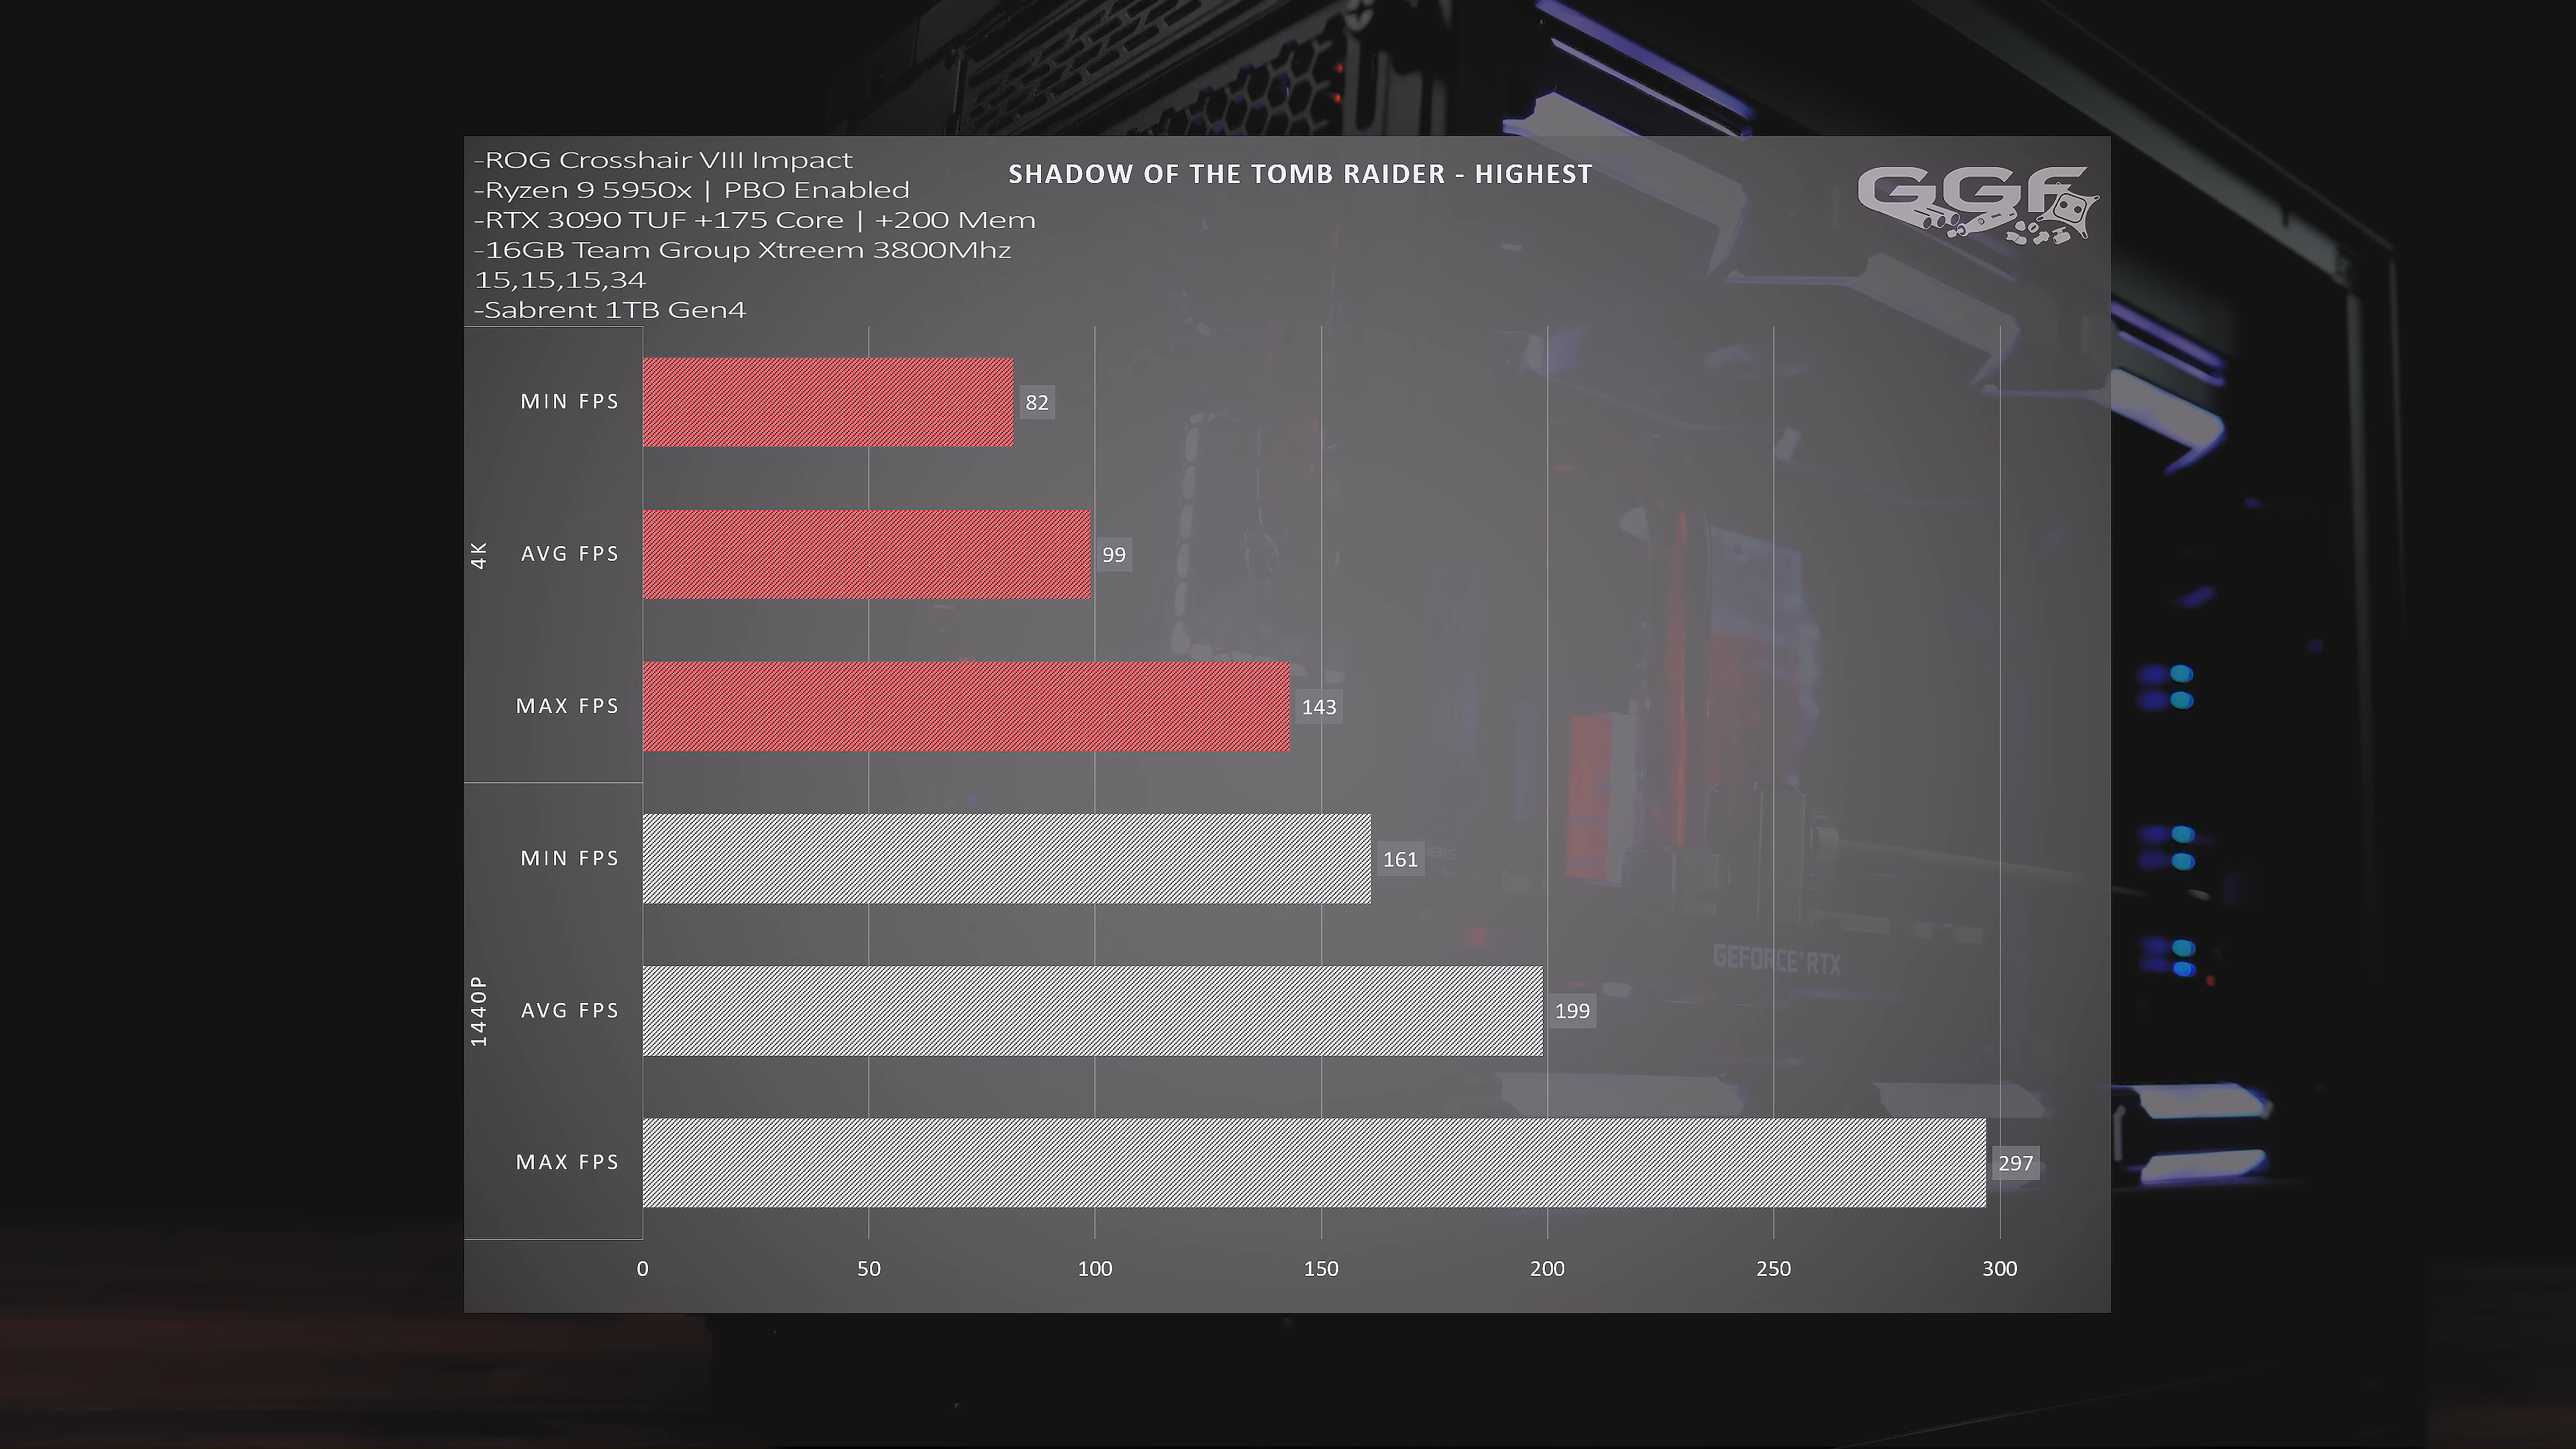 -ROG Crosshair VIII Impact
-Ryzen 9 5950x | PBO Enabled
-RTX 3090 TUF +175 Core | +200 Mem
-16GB Team Group Xtreem 3800Mhz
15,15,15,34
-Sabrent 1TB Gen4
SHADOW OF THE TOMB RAIDER - HIGHEST
GGF
4K
MIN FPS
82
AVG FPS
99
MAX FPS
143
1440P
MIN FPS
161
AVG FPS
199
MAX FPS
297
GEFORCE RTX
0 50 100 150 200 250 300